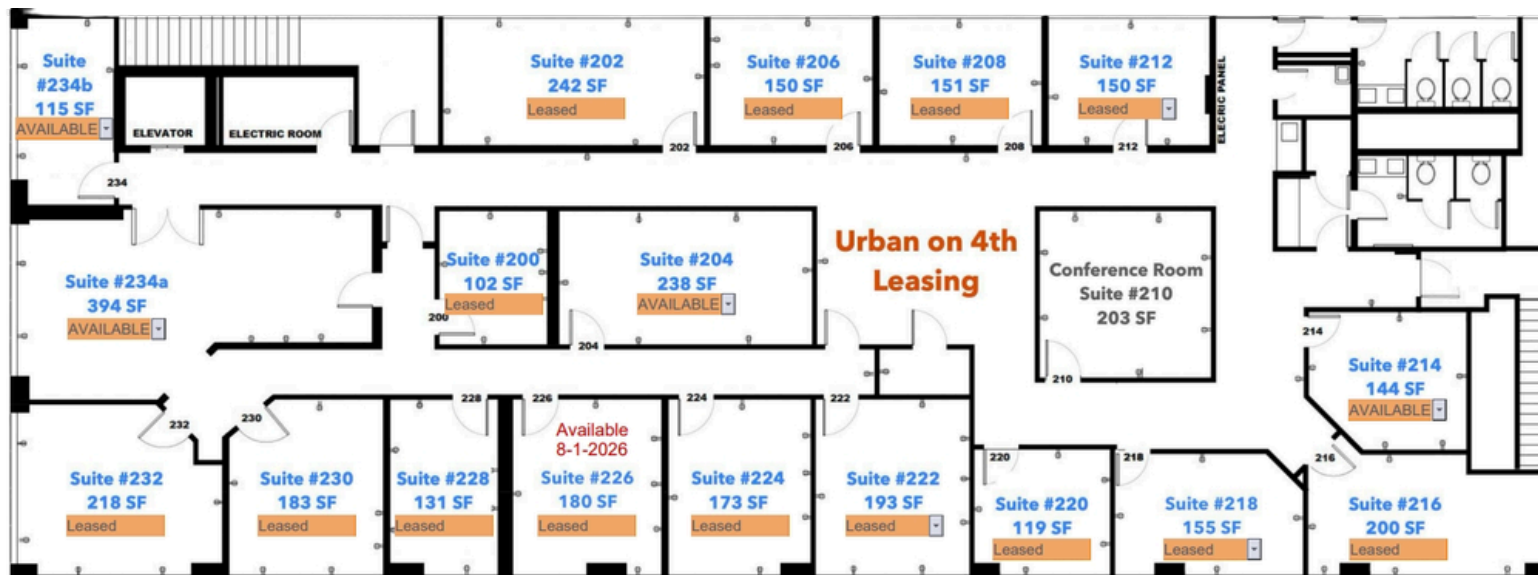 Suite
#234b
115 SF
AVAILABLE
ELEVATOR
ELECTRIC ROOM
Suite #202
242 SF
Leased
Suite #206
150 SF
Leased
Suite #208
151 SF
Leased
Suite #212
150 SF
Leased
ELECRIC PANEL
202
206
208
212
234
Suite #234a
394 SF
AVAILABLE
Suite #200
102 SF
Leased
200
Suite #204
238 SF
AVAILABLE
204
Urban on 4th
Leasing
Conference Room
Suite #210
203 SF
210
214
Suite #214
144 SF
AVAILABLE
232
230
228
226
224
222
Suite #232
218 SF
Leased
Suite #230
183 SF
Leased
Suite #228
131 SF
Leased
Available
8-1-2026
Suite #226
180 SF
Leased
Suite #224
173 SF
Leased
Suite #222
193 SF
Leased
220
Suite #220
119 SF
Leased
218
Suite #218
155 SF
Leased
216
Suite #216
200 SF
Leased